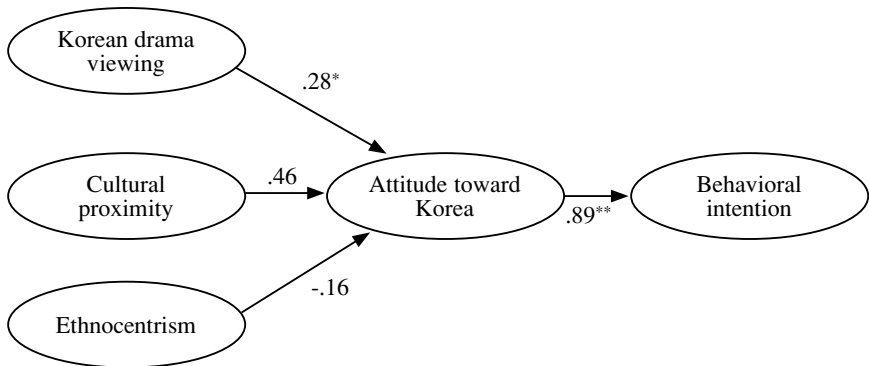 Korean drama
viewing
.28*
Cultural
proximity
.46
Attitude toward
Korea
.89**
Behavioral
intention
-.16
Ethnocentrism